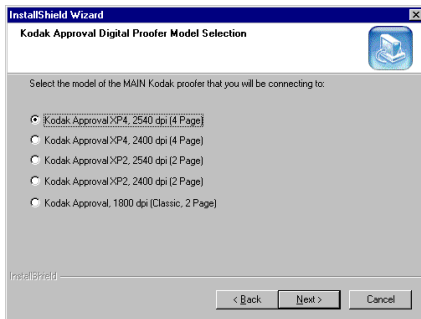 InstallShield Wizard
Kodak Approval Digital Proofer Model Selection
Select the model of the MAIN Kodak proofer that you will be connecting to:
Kodak Approval XP4, 2540 dpi (4 Page)
Kodak Approval XP4, 2400 dpi (4 Page)
Kodak Approval XP2, 2540 dpi (2 Page)
Kodak Approval XP2, 2400 dpi (2 Page)
Kodak Approval, 1800 dpi (Classic, 2 Page)
InstallShield
< Back Next > Cancel